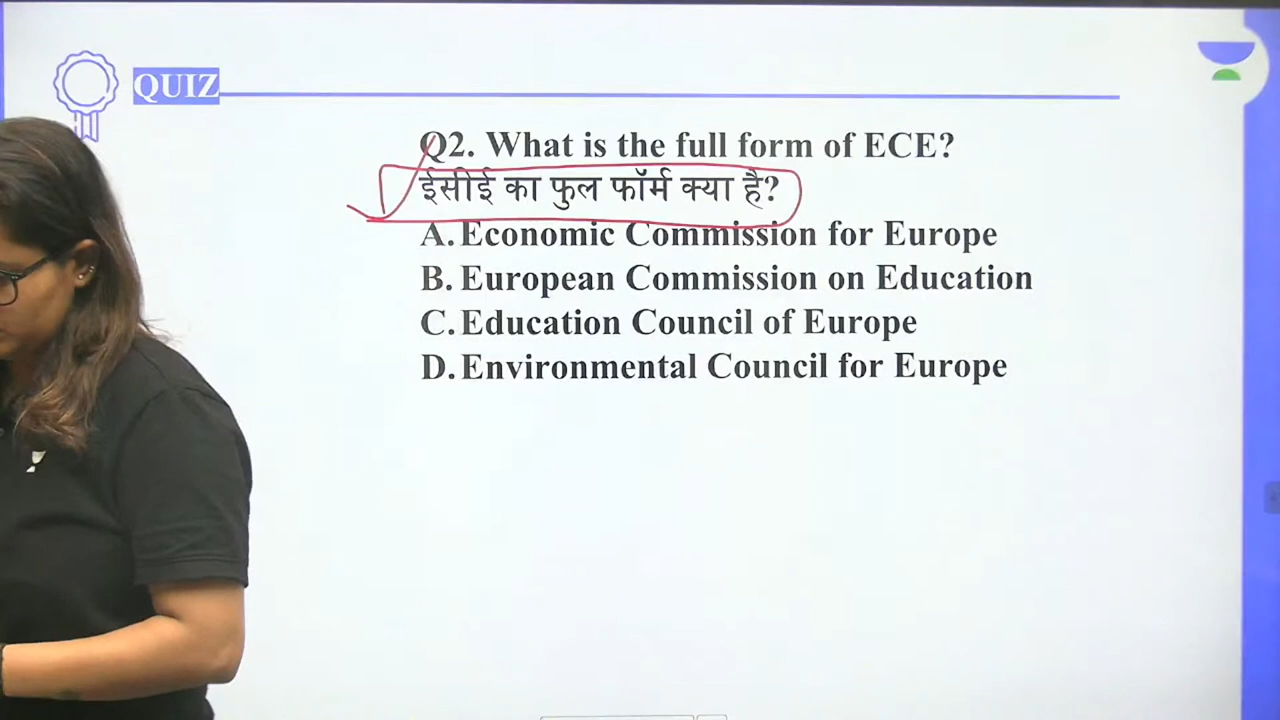 QUIZ
Q2. What is the full form of ECE?
ईसीई का फुल फॉर्म क्या है?
A. Economic Commission for Europe
B. European Commission on Education
C. Education Council of Europe
D. Environmental Council for Europe